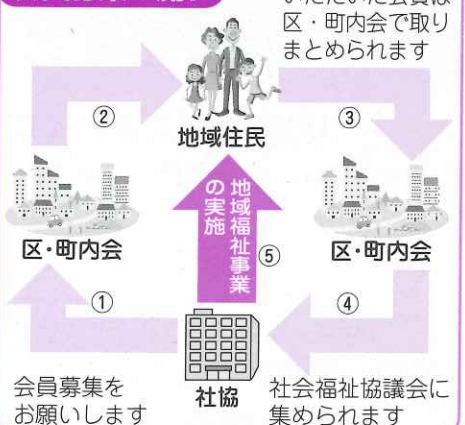 区・町内会で取り
まとめられます
②
地域住民
③
区・町内会
地域福祉事業
の実施
⑤
区・町内会
①
④
会員募集を
お願いします
社協
社会福祉協議会に
集められます